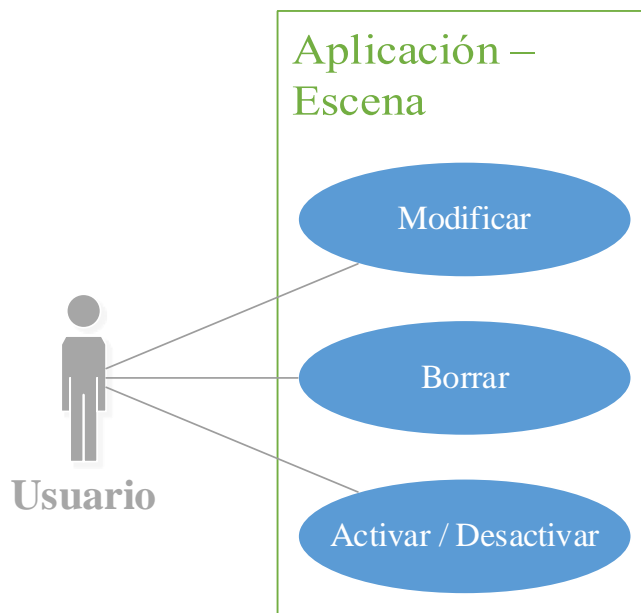 Aplicación –
Escena
Modificar
Borrar
Usuario
Activar / Desactivar